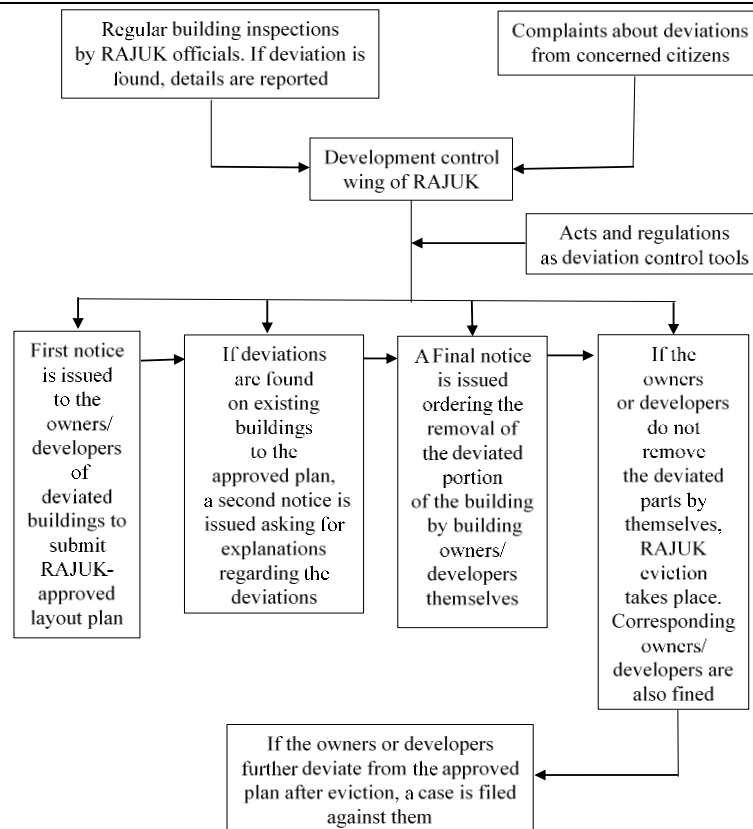 Regular building inspections
by RAJUK officials. If deviation is
found, details are reported
Complaints about deviations
from concerned citizens
Development control
wing of RAJUK
Acts and regulations
as deviation control tools
First notice
is issued
to the
owners/
developers
of
deviated
buildings to
submit
RAJUK-
approved
layout plan
If deviations
are found
on existing
buildings
to the
approved plan,
a second notice is
issued asking for
explanations
regarding the
deviations
A Final notice
is issued
ordering the
removal of
the deviated
portion
of the building
by building
owners/
developers
themselves
If the
owners
or developers
do not
remove
the deviated
parts by
themselves,
RAJUK
eviction
takes place.
Corresponding
owners/
developers are
also fined
If the owners or developers
further deviate from the approved
plan after eviction, a case is filed
against them